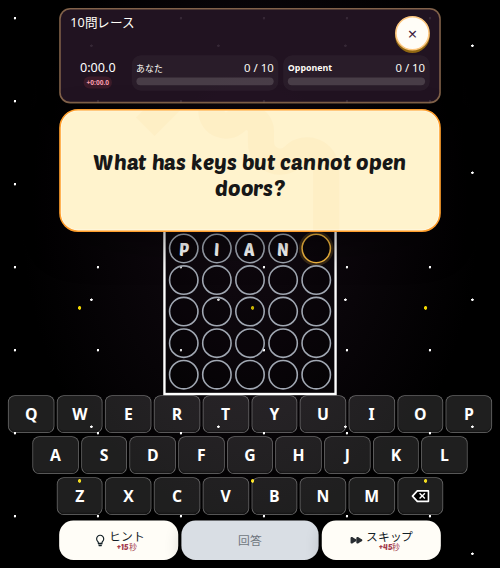 10問レース
×
0:00.0
+0:00.0
あなた 0 / 10
Opponent 0 / 10
What has keys but cannot open
doors?
P I A N
Q W E R T Y U I O P
A S D F G H J K L
Z X C V B N M
ヒント
+15秒
回答
スキップ
+45秒